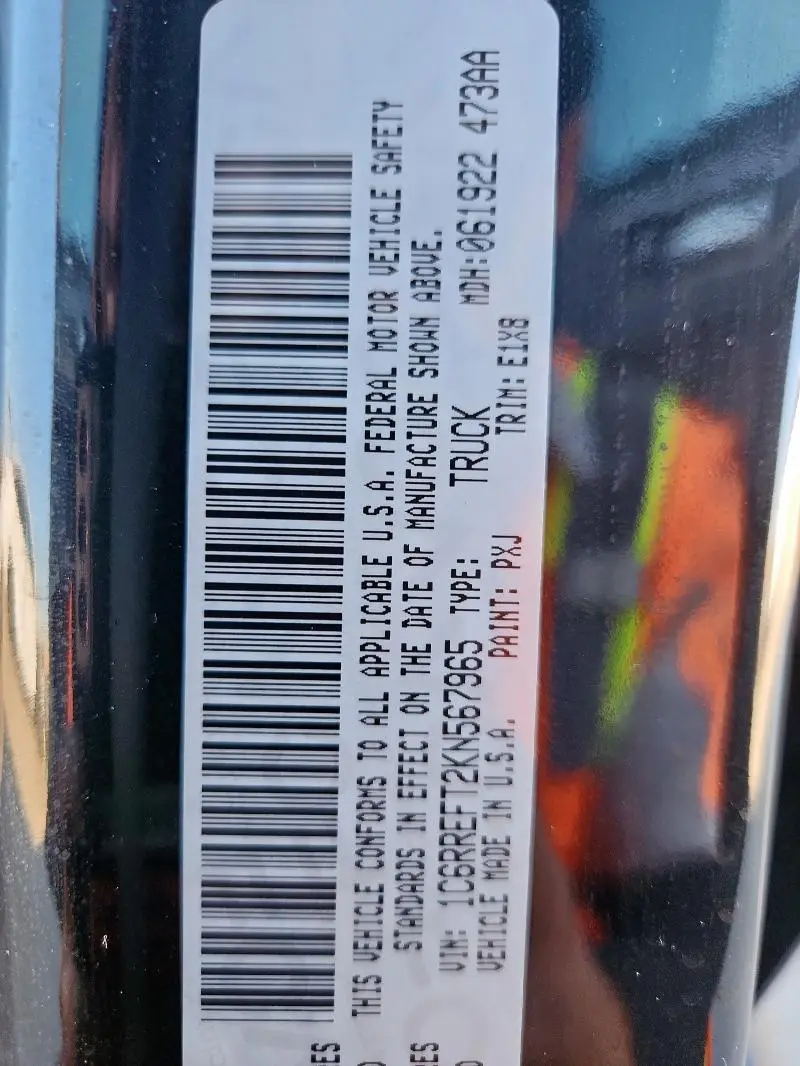 THIS VEHICLE CONFORMS TO ALL APPLICABLE U.S.A. FEDERAL MOTOR VEHICLE SAFETY
STANDARDS IN EFFECT ON THE DATE OF MANUFACTURE SHOWN ABOVE.
VIN: 1C6RREFT2KN567965 TYPE: TRUCK MDH:061922 473AA
VEHICLE MADE IN U.S.A. PAINT: PXJ TRIM: E1X8